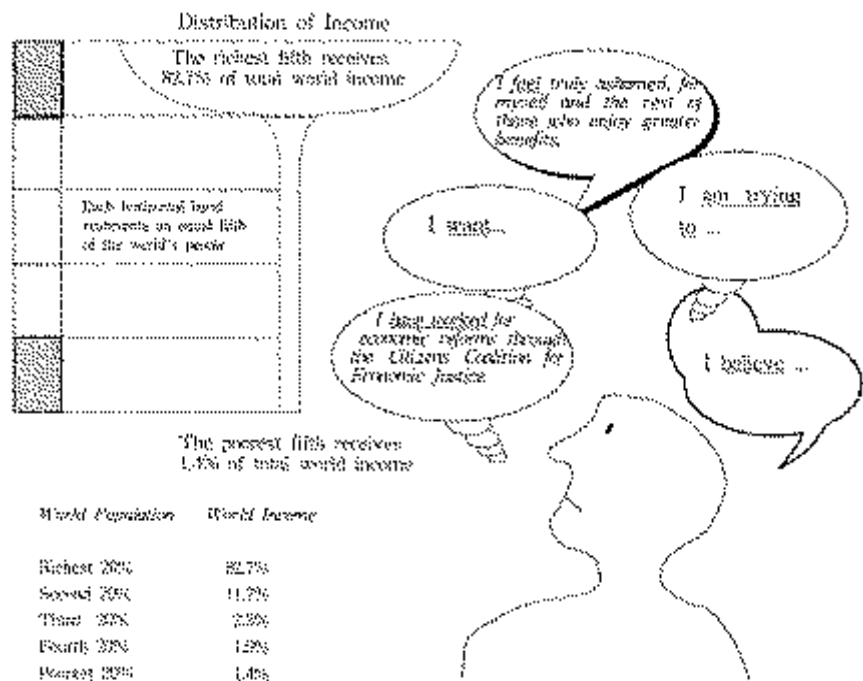 Distribution of Income
The richest fifth receives
82.7% of total world income
Each horizontal band
represents an equal fifth
of the world's people
The poorest fifth receives
1.4% of total world income
World Population World Income
Richest 20% 82.7%
Second 20% 11.7%
Third 20% 2.3%
Fourth 20% 1.9%
Poorest 20% 1.4%
I feel truly ashamed, for
myself and the rest of
those who enjoy greater
benefits.
I am trying
to ...
I want...
I have worked for
economic reforms through
the Citizens Coalition for
Economic Justice
I believe ...